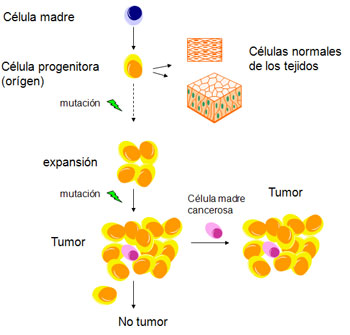 Célula madre
Célula progenitora
(orígen)
Células normales
de los tejidos
mutación
expansión
mutación
Célula madre
cancerosa
Tumor
Tumor
No tumor